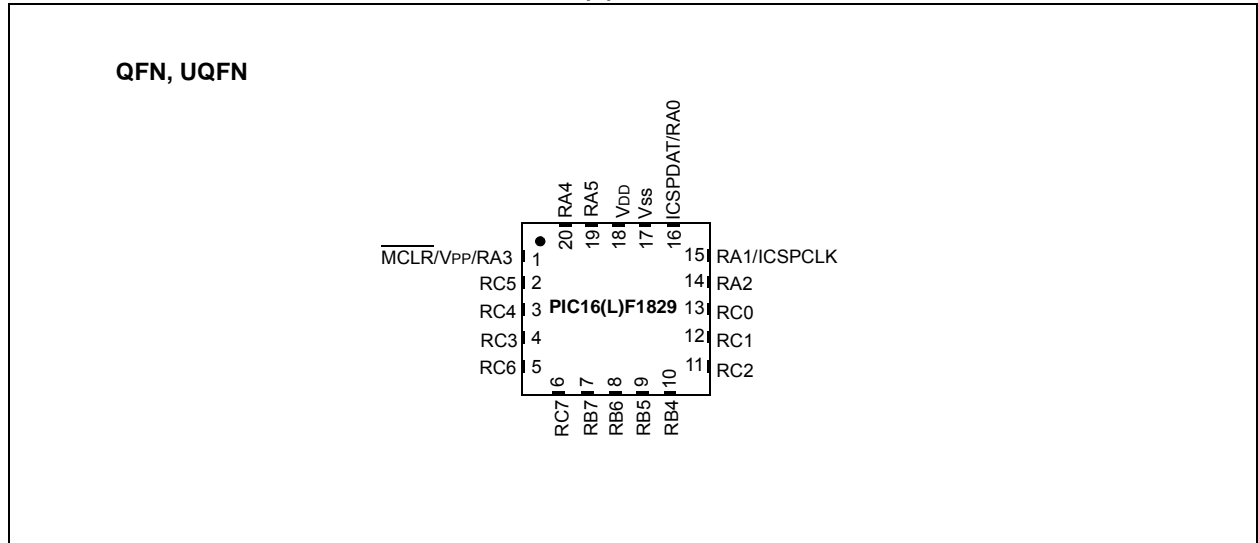 QFN, UQFN
20 RA4
19 RA5
18 VDD
17 Vss
16 ICSPDAT/RA0
MCLR/VPP/RA3 1
RC5 2
RC4 3
RC3 4
RC6 5
PIC16(L)F1829
15 RA1/ICSPCLK
14 RA2
13 RC0
12 RC1
11 RC2
RC7 6
RB7 7
RB6 8
RB5 9
RB4 10